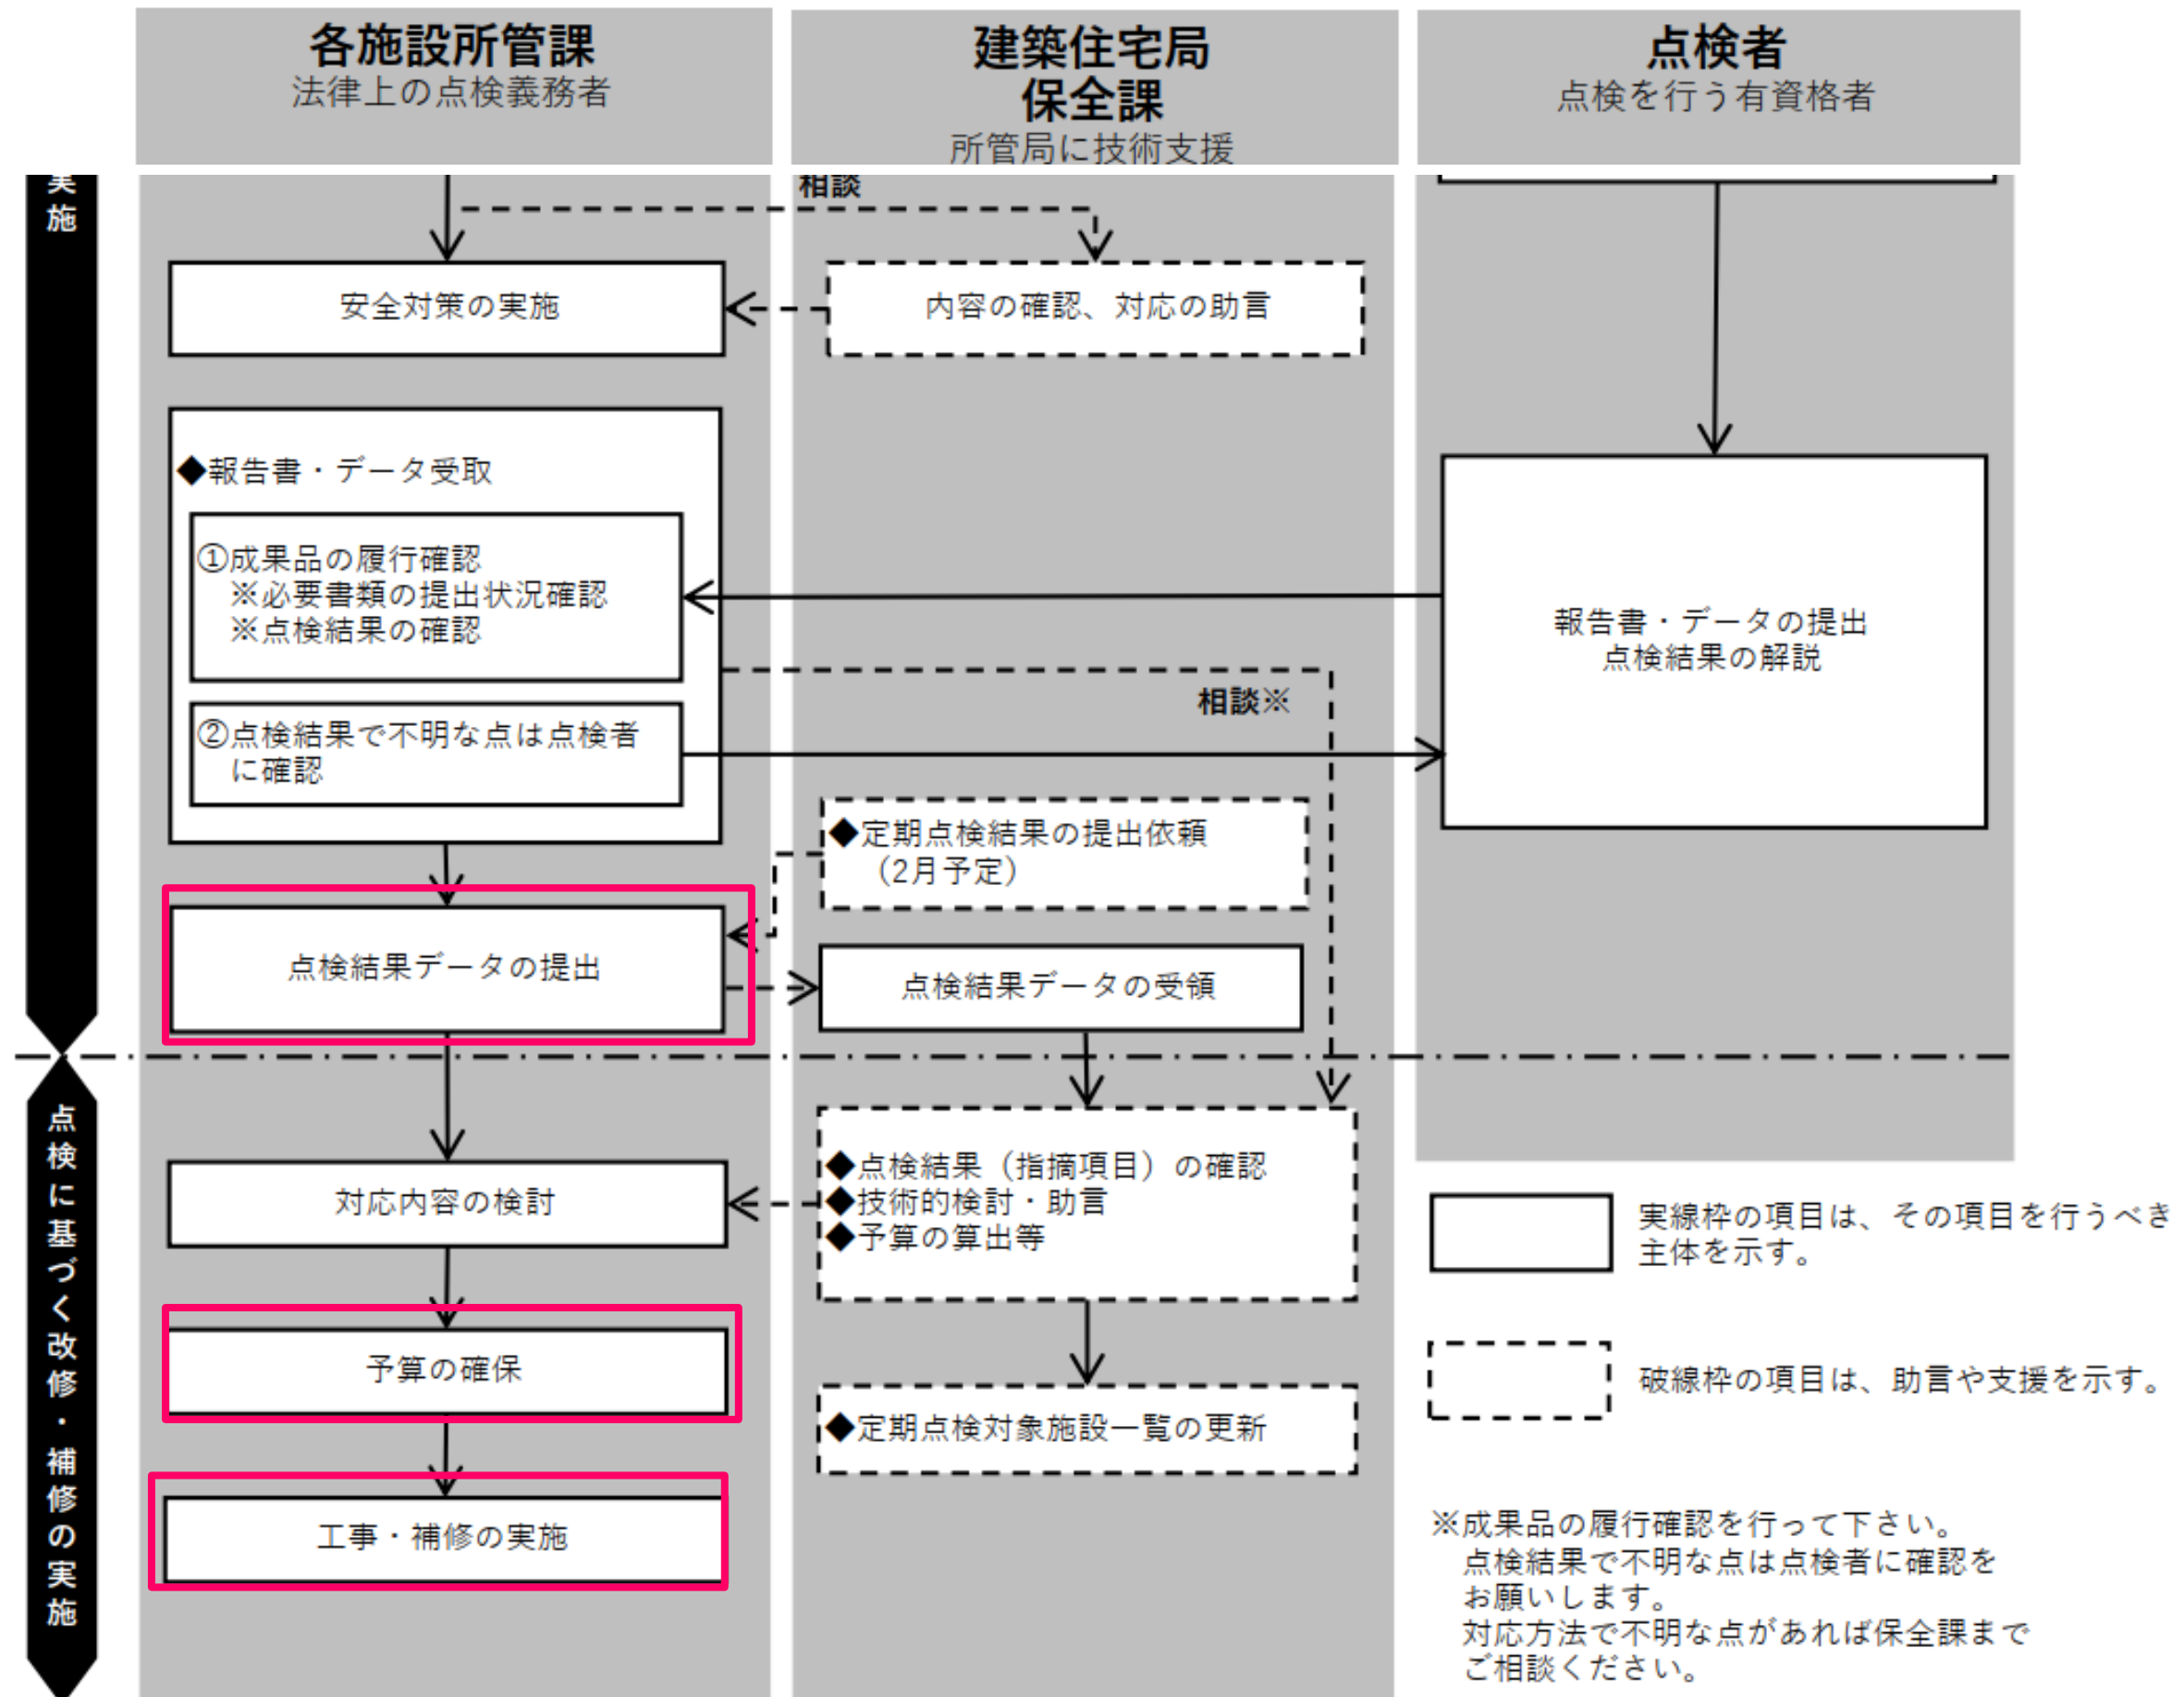 各施設所管課
法律上の点検義務者
建築住宅局
保全課
所管局に技術支援
点検者
点検を行う有資格者
実施
相談
安全対策の実施
内容の確認、対応の助言
◆報告書・データ受取
①成果品の履行確認
※必要書類の提出状況確認
※点検結果の確認
②点検結果で不明な点は点検者
に確認
報告書・データの提出
点検結果の解説
相談※
◆定期点検結果の提出依頼
（2月予定）
点検結果データの提出
点検結果データの受領
点検に基づく改修・補修の実施
対応内容の検討
◆点検結果（指摘項目）の確認
◆技術的検討・助言
◆予算の算出等
予算の確保
◆定期点検対象施設一覧の更新
工事・補修の実施
実線枠の項目は、その項目を行うべき
主体を示す。
破線枠の項目は、助言や支援を示す。
※成果品の履行確認を行って下さい。
点検結果で不明な点は点検者に確認を
お願いします。
対応方法で不明な点があれば保全課まで
ご相談ください。